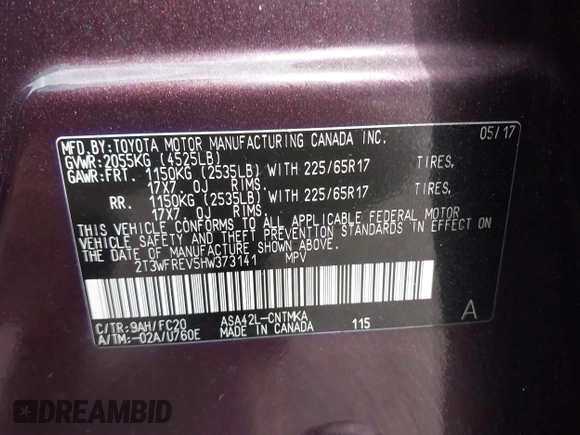 MFD.BY:TOYOTA MOTOR MANUFACTURING CANADA INC. 05/17
GVWR:2055KG (4525LB)
GAWR:FRT. 1150KG (2535LB) WITH 225/65R17 TIRES,
17X7.0J RIMS.
RR. 1150KG (2535LB) WITH 225/65R17 TIRES,
17X7.0J RIMS.
THIS VEHICLE CONFORMS TO ALL APPLICABLE FEDERAL MOTOR
VEHICLE SAFETY AND THEFT PREVENTION STANDARDS IN EFFECT
ON THE DATE OF MANUFACTURE SHOWN ABOVE.
2T3WFREV5HW373141 MPV
C/TR:9AH/FC20 ASA42L-CNTMKA
A/TM:-02A/U760E MADE IN CANADA 115 A
DREAMBID